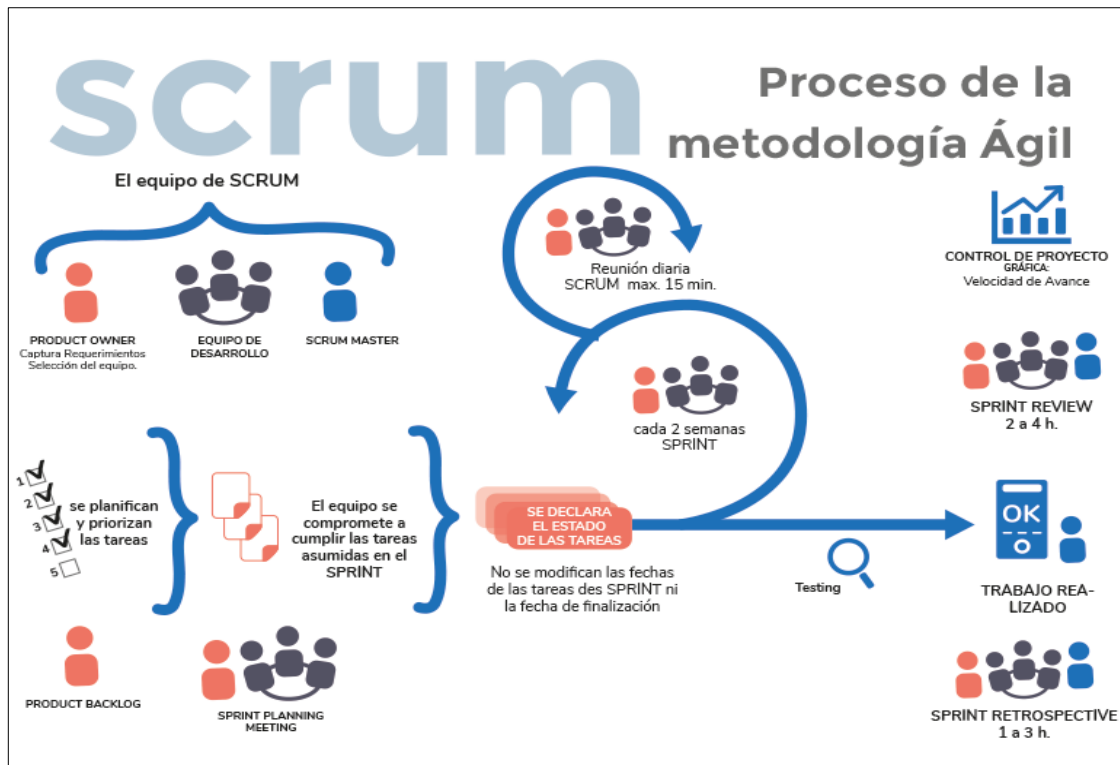 scrum
Proceso de la
metodología Ágil
El equipo de SCRUM
PRODUCT OWNER
Captura Requerimientos
Selección del equipo.
EQUIPO DE
DESARROLLO
SCRUM MASTER
Reunión diaria
SCRUM max. 15 min.
CONTROL DE PROYECTO
GRÁFICA:
Velocidad de Avance
cada 2 semanas
SPRINT
SPRINT REVIEW
2 a 4 h.
1
2
3
4
5
se planifican
y priorizan
las tareas
El equipo se
compromete a
cumplir las tareas
asumidas en el
SPRINT
SE DECLARA
EL ESTADO
DE LAS TAREAS
No se modifican las fechas
de las tareas des SPRINT ni
la fecha de finalización
Testing
OK
TRABAJO REA-
LIZADO
PRODUCT BACKLOG
SPRINT PLANNING
MEETING
SPRINT RETROSPECTIVE
1 a 3 h.